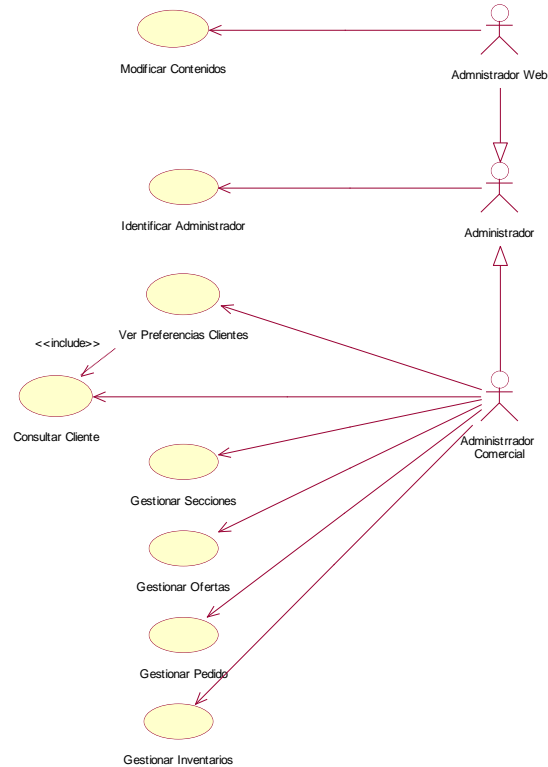 Modificar Contenidos
Admnistrador Web
Identificar Administrador
Administrador
Ver Preferencias Clientes
<<include>>
Consultar Cliente
Administrrador
Comercial
Gestionar Secciones
Gestionar Ofertas
Gestionar Pedido
Gestionar Inventarios